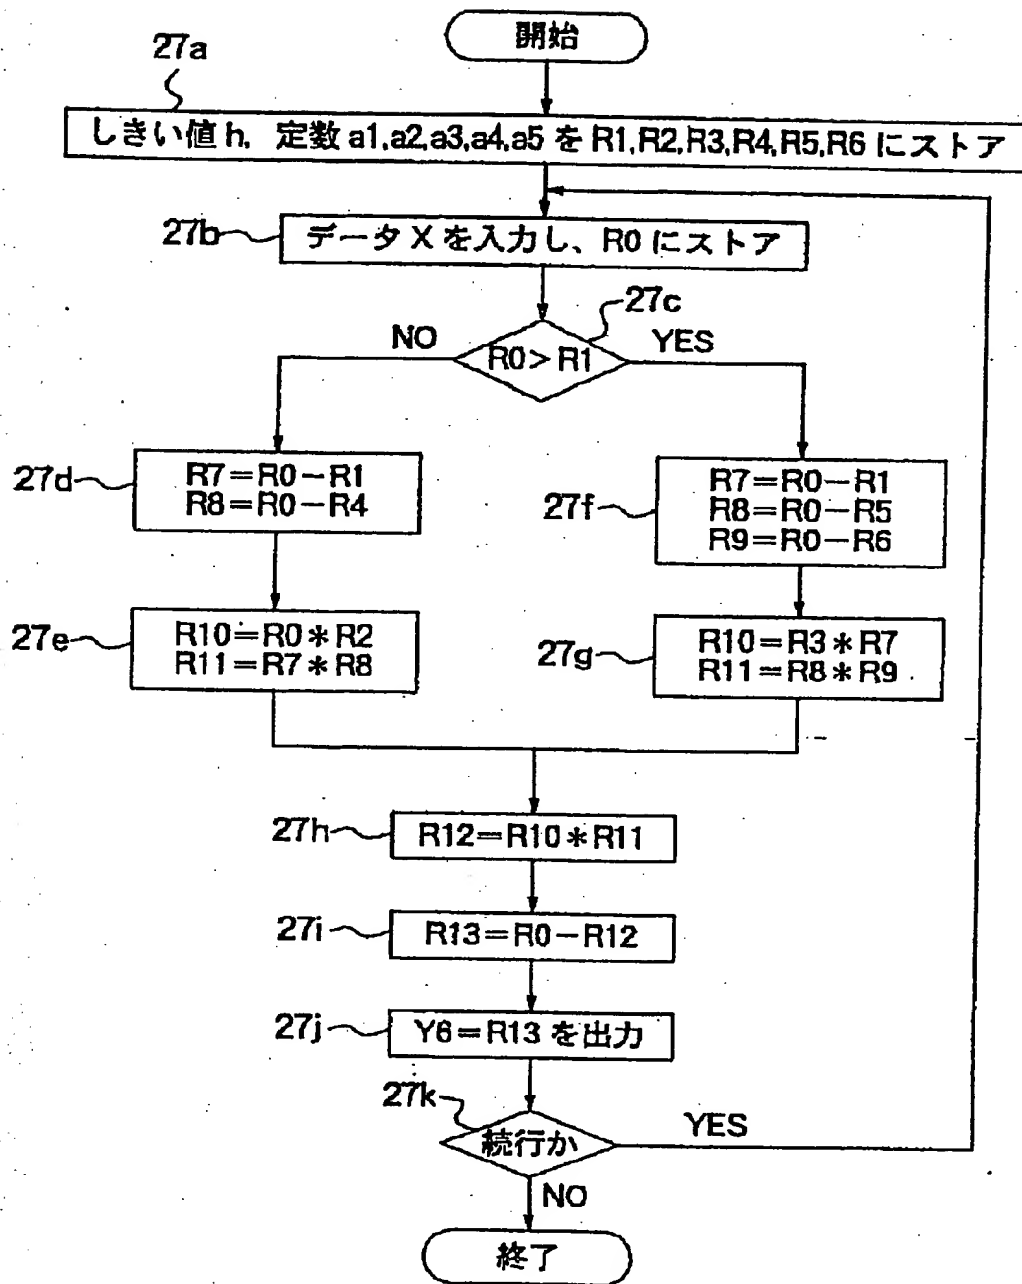 開始
27a
しきい値 h, 定数 a1,a2,a3,a4,a5 を R1,R2,R3,R4,R5,R6 にストア
27b
データ X を入力し、R0 にストア
27c
NO
R0>R1
YES
27d
R7=R0-R1
R8=R0-R4
27f
R7=R0-R1
R8=R0-R5
R9=R0-R6
27e
R10=R0*R2
R11=R7*R8
27g
R10=R3*R7
R11=R8*R9
27h
R12=R10*R11
27i
R13=R0-R12
27j
Y6=R13 を出力
27k
続行か
YES
NO
終了